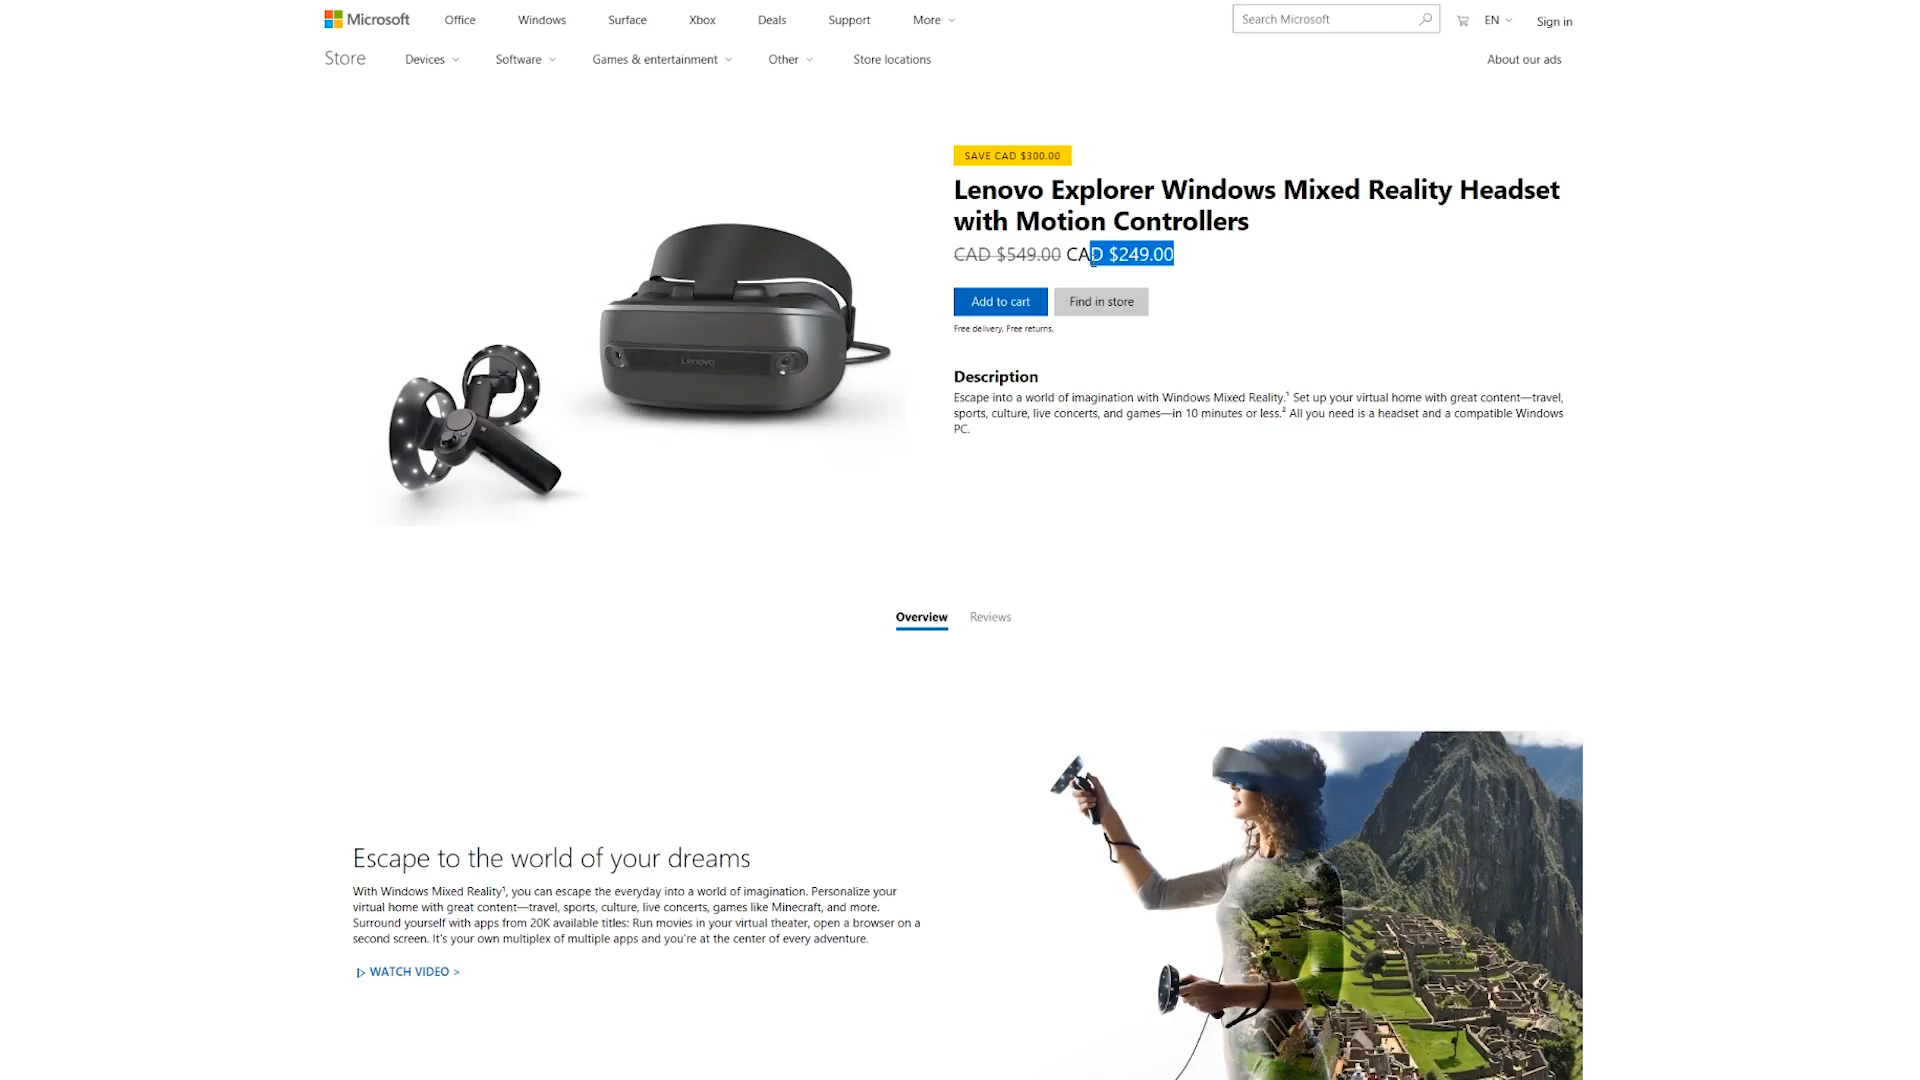 Microsoft Office Windows Surface Xbox Deals Support More Search Microsoft EN Sign in
Store Devices Software Games & entertainment Other Store locations About our ads
SAVE CAD $300.00
Lenovo Explorer Windows Mixed Reality Headset
with Motion Controllers
CAD $549.00 CAD $249.00
Add to cart Find in store
Free delivery. Free returns.
Lenovo
Description
Escape into a world of imagination with Windows Mixed Reality.¹ Set up your virtual home with great content—travel,
sports, culture, live concerts, and games—in 10 minutes or less.² All you need is a headset and a compatible Windows
PC.
Overview Reviews
Escape to the world of your dreams
With Windows Mixed Reality¹, you can escape the everyday into a world of imagination. Personalize your
virtual home with great content—travel, sports, culture, live concerts, games like Minecraft, and more.
Surround yourself with apps from 20K available titles: Run movies in your virtual theater, open a browser on a
second screen. It's your own multiplex of multiple apps and you're at the center of every adventure.
WATCH VIDEO >